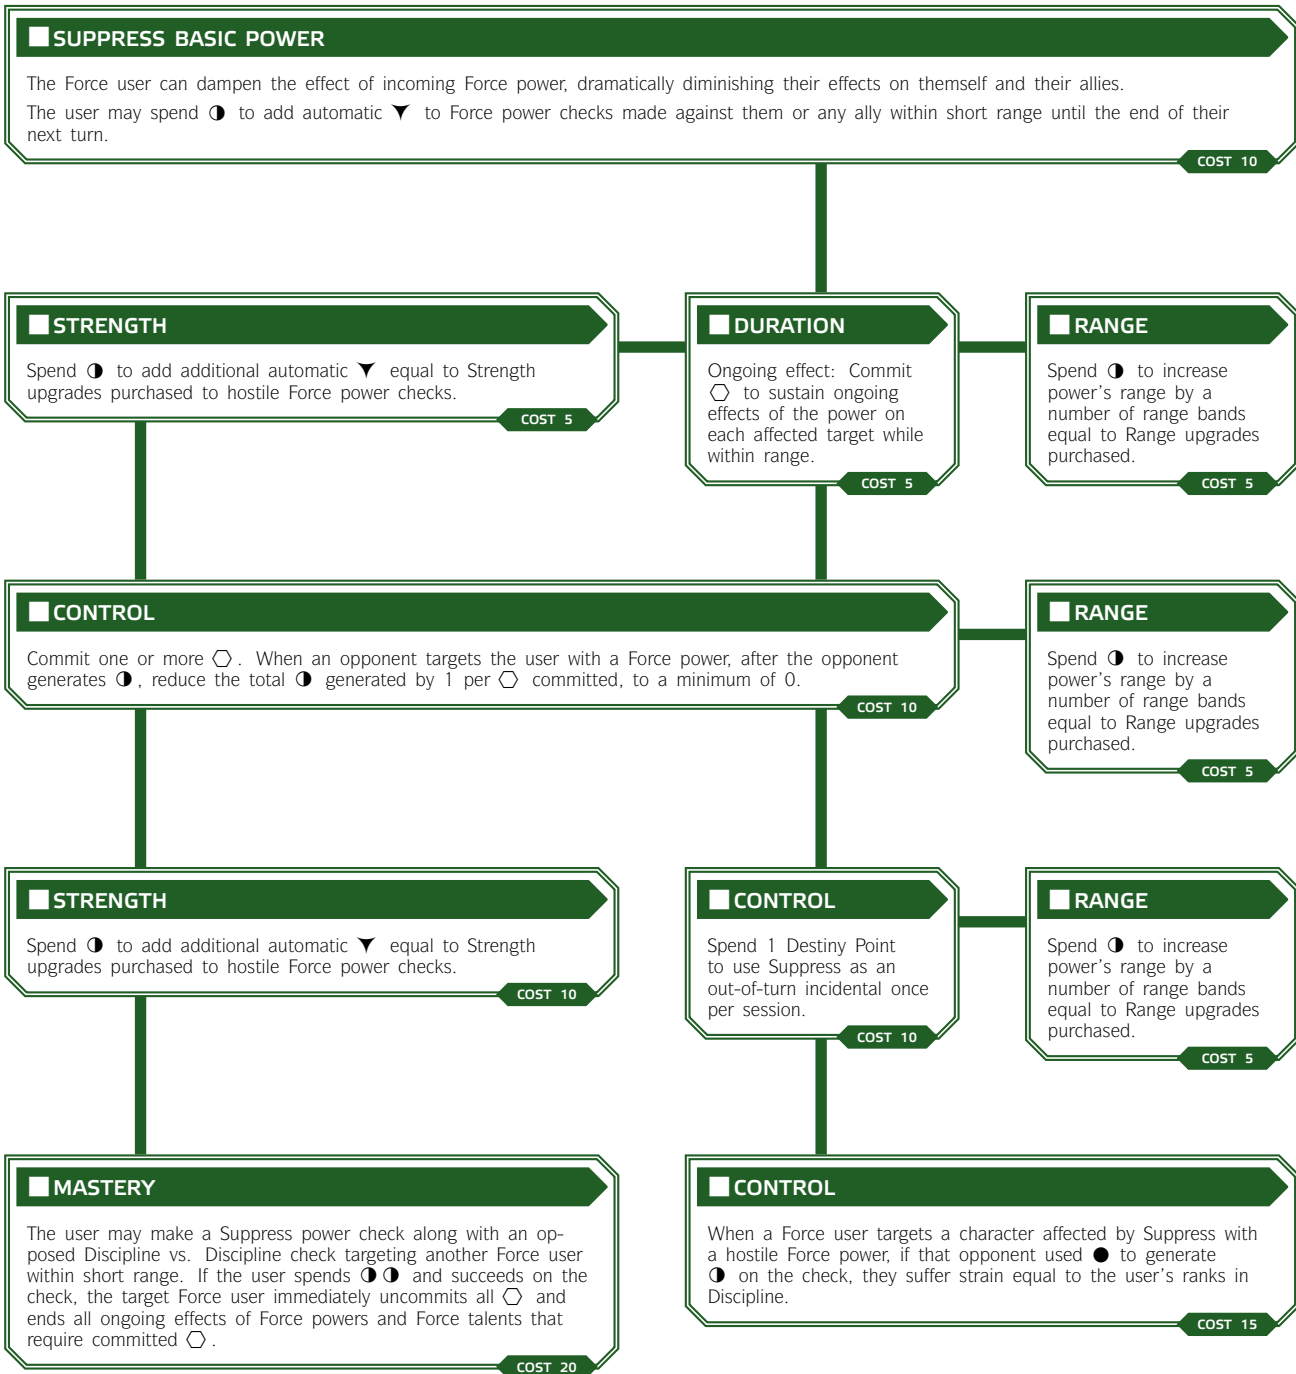 SUPPRESS BASIC POWER
The Force user can dampen the effect of incoming Force power, dramatically diminishing their effects on themself and their allies.
The user may spend ◑ to add automatic ▼ to Force power checks made against them or any ally within short range until the end of their
next turn.
COST 10
STRENGTH
Spend ◑ to add additional automatic ▼ equal to Strength
upgrades purchased to hostile Force power checks.
COST 5
DURATION
Ongoing effect: Commit
⬡ to sustain ongoing
effects of the power on
each affected target while
within range.
COST 5
RANGE
Spend ◑ to increase
power's range by a
number of range bands
equal to Range upgrades
purchased.
COST 5
CONTROL
Commit one or more ⬡. When an opponent targets the user with a Force power, after the opponent
generates ◑, reduce the total ◑ generated by 1 per ⬡ committed, to a minimum of 0.
COST 10
RANGE
Spend ◑ to increase
power's range by a
number of range bands
equal to Range upgrades
purchased.
COST 5
STRENGTH
Spend ◑ to add additional automatic ▼ equal to Strength
upgrades purchased to hostile Force power checks.
COST 10
CONTROL
Spend 1 Destiny Point
to use Suppress as an
out-of-turn incidental once
per session.
COST 10
RANGE
Spend ◑ to increase
power's range by a
number of range bands
equal to Range upgrades
purchased.
COST 5
MASTERY
The user may make a Suppress power check along with an op-
posed Discipline vs. Discipline check targeting another Force user
within short range. If the user spends ◑◑ and succeeds on the
check, the target Force user immediately uncommits all ⬡ and
ends all ongoing effects of Force powers and Force talents that
require committed ⬡.
COST 20
CONTROL
When a Force user targets a character affected by Suppress with
a hostile Force power, if that opponent used ● to generate
◑ on the check, they suffer strain equal to the user's ranks in
Discipline.
COST 15